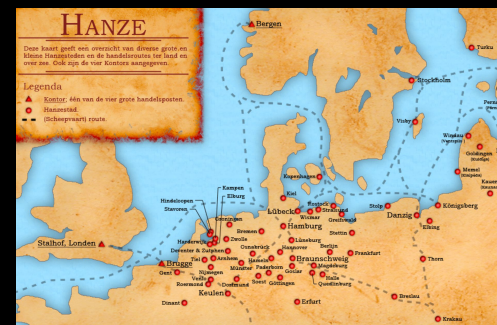 HANZE
Deze kaart geeft een overzicht van diverse grote en
kleine Hanzesteden en de handelsroutes ter land en
over zee. Ook zijn de vier Kontors aangegeven.
Legenda
Kontor: één van de vier grote handelsposten.
Hanzestad.
(Scheepvaart) route.
Bergen
Turku
Stockholm
Visby
Windau
Goldingen
Memel
Kopenhagen
Kiel
Kampen
Elburg
Hindeloopen
Stavoren
Groningen
Lübeck
Rostock
Stralsund
Wismar
Greifswald
Stolp
Danzig
Königsberg
Elbing
Stalhof, London
Harderwijk
Zwolle
Bremen
Hamburg
Stettin
Deventer & Zutphen
Osnabrück
Lüneburg
Hannover
Berlijn
Brugge
Tiel
Arnhem
Hameln
Braunschweig
Frankfurt
Thorn
Gent
Nijmegen
Münster
Paderborn
Goslar
Magdeburg
Venlo
Roermond
Dortmund
Soest
Göttingen
Halle
Quedlinburg
Keulen
Dinant
Erfurt
Breslau
Krakau